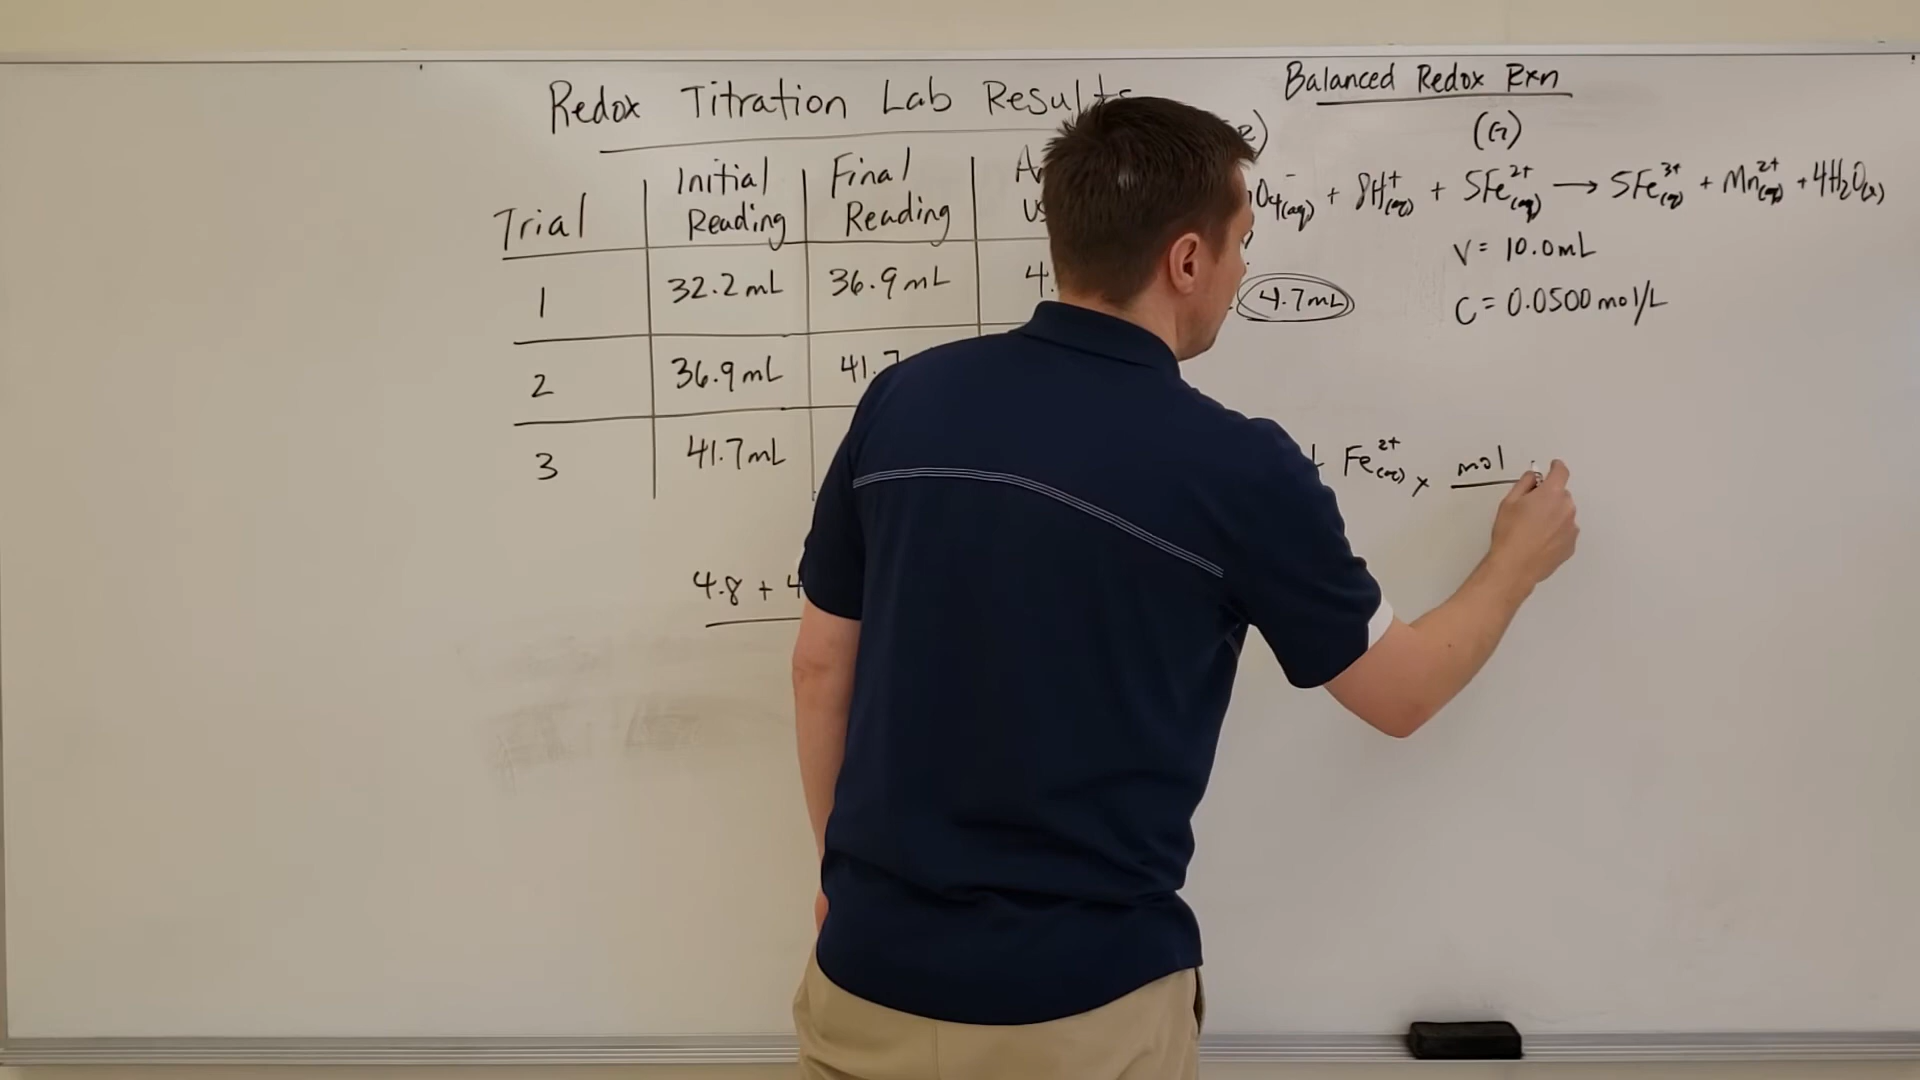 Redox Titration Lab Results
Trial
Initial Reading
Final Reading
1
32.2 mL
36.9 mL
4.
2
36.9 mL
41.7
3
41.7 mL
4.8 + 4
Balanced Redox Rxn
O₄⁻(aq) + 8H⁺(aq) + 5Fe²⁺(aq) → 5Fe³⁺(aq) + Mn²⁺(aq) + 4H₂O(l)
V = 10.0 mL
4.7 mL
C = 0.0500 mol/L
Fe²⁺(aq) × mol